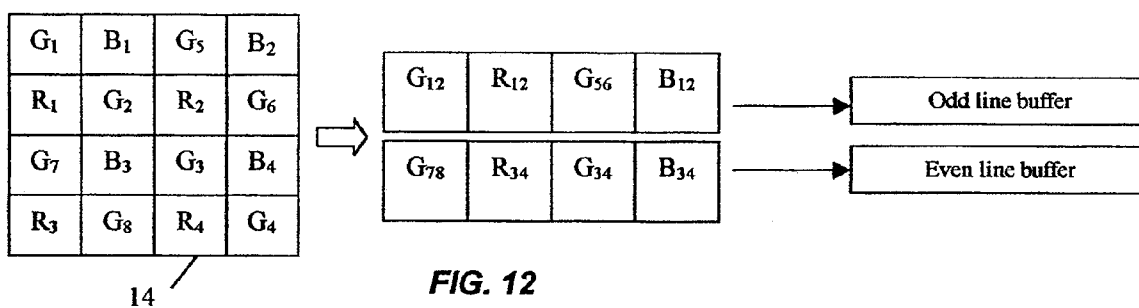 G₁ B₁ G₅ B₂
R₁ G₂ R₂ G₆
G₇ B₃ G₃ B₄
R₃ G₈ R₄ G₄
14
G₁₂ R₁₂ G₅₆ B₁₂
G₇₈ R₃₄ G₃₄ B₃₄
Odd line buffer
Even line buffer
FIG. 12